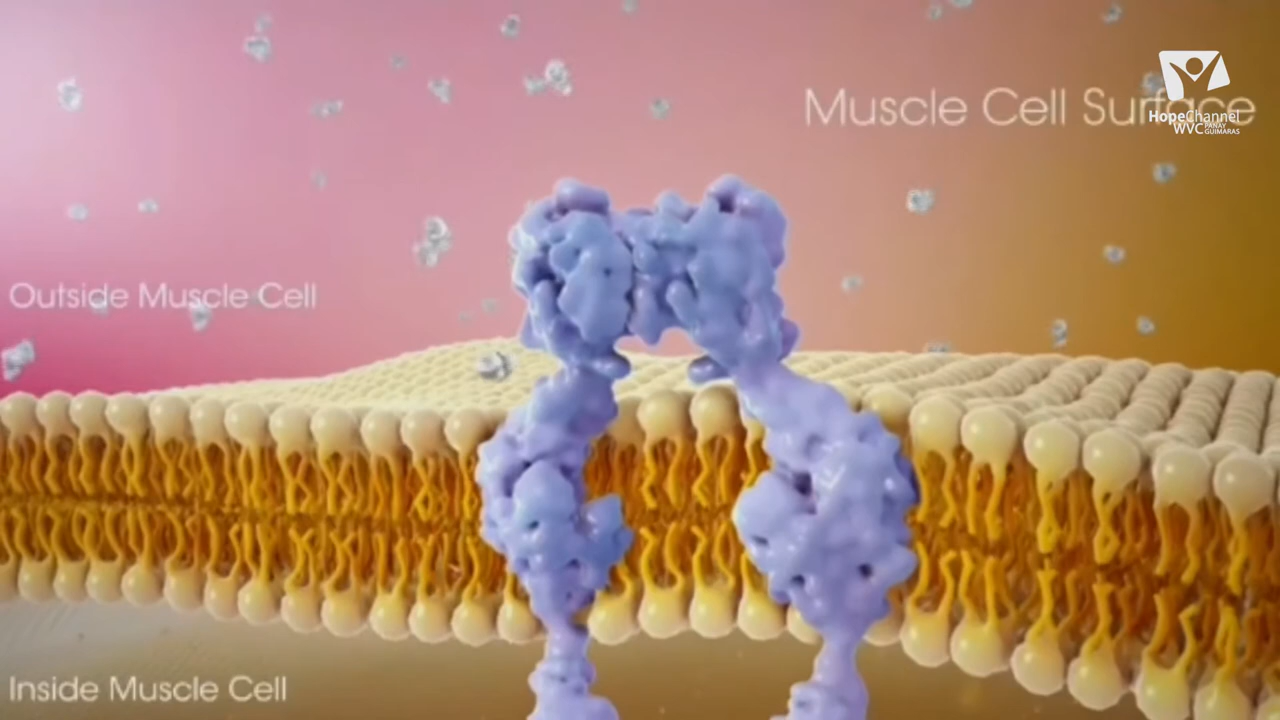 Muscle Cell Surface
HopeChannel
WVC PANAY
GUIMARAS
Outside Muscle Cell
Inside Muscle Cell